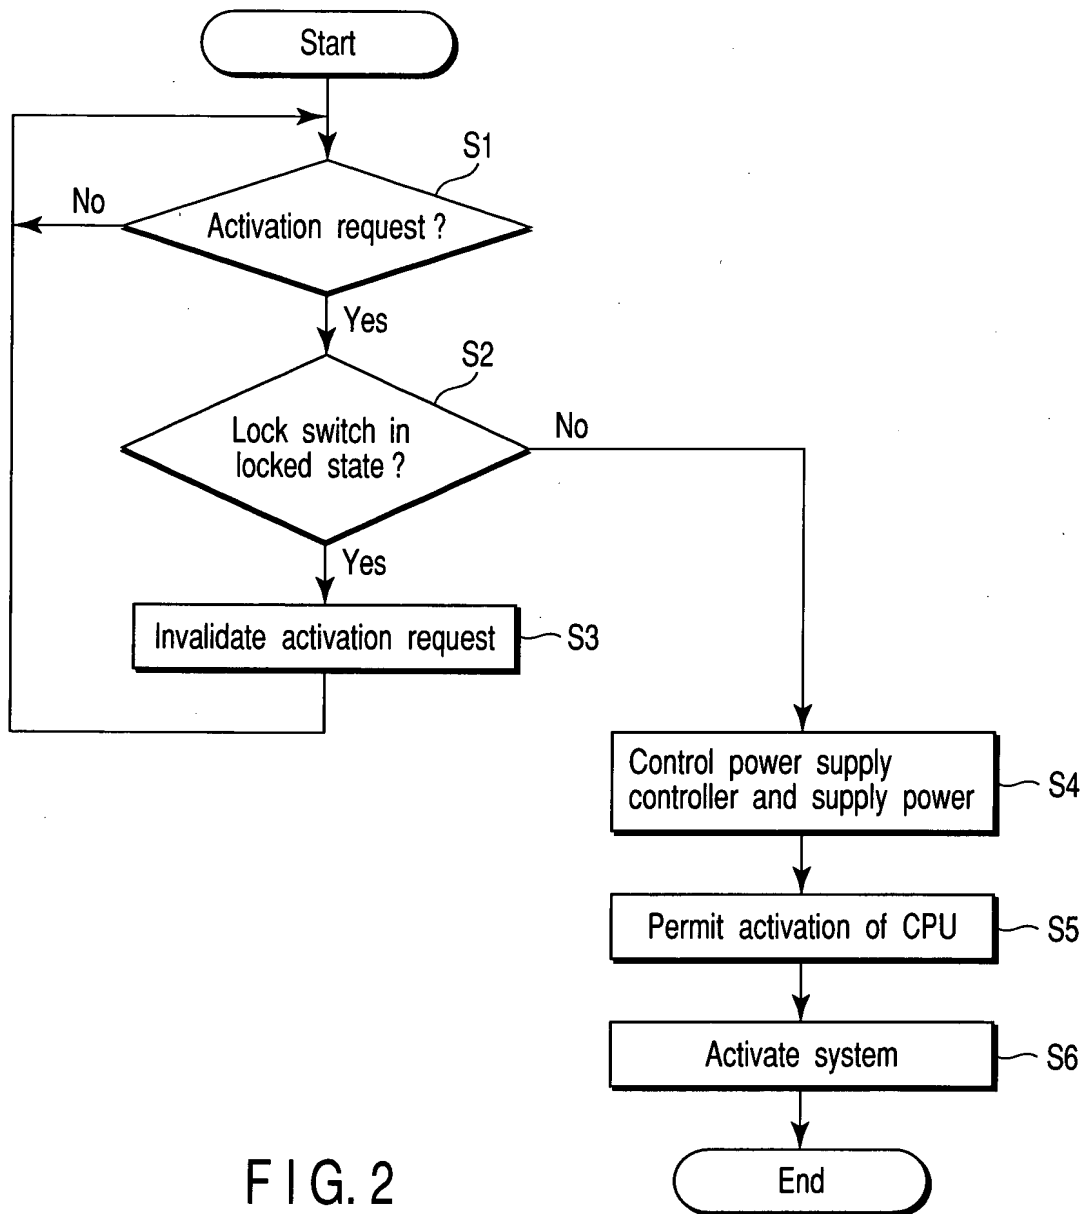 Start
S1
No
Activation request ?
Yes
S2
Lock switch in
locked state ?
No
Yes
Invalidate activation request
S3
Control power supply
controller and supply power
S4
Permit activation of CPU
S5
Activate system
S6
End
FIG. 2